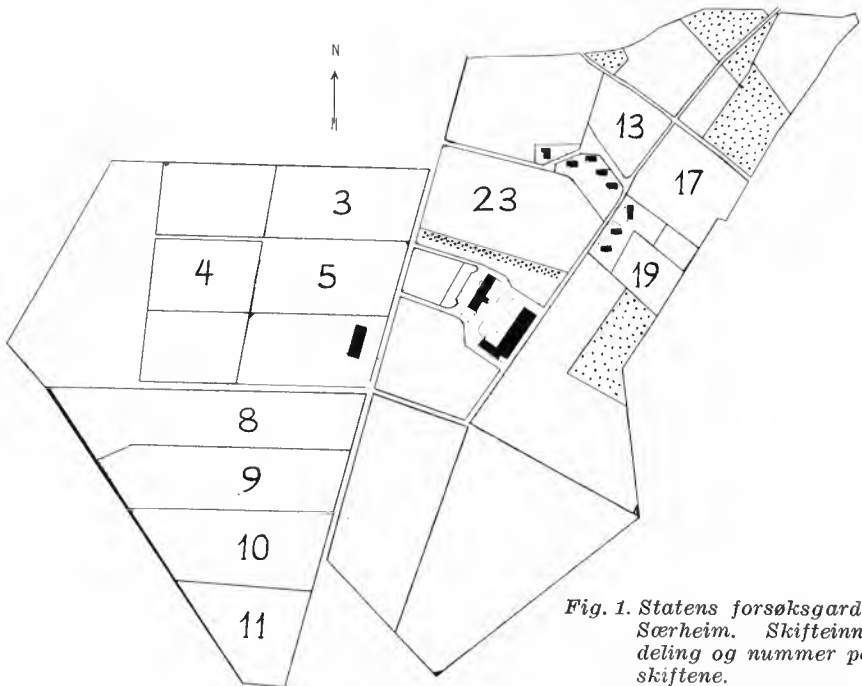 N
M
13
3
23
17
4
5
19
8
9
10
11
Fig. 1. Statens forsøksgard
Særheim. Skifteinn
deling og nummer p
skiftene.